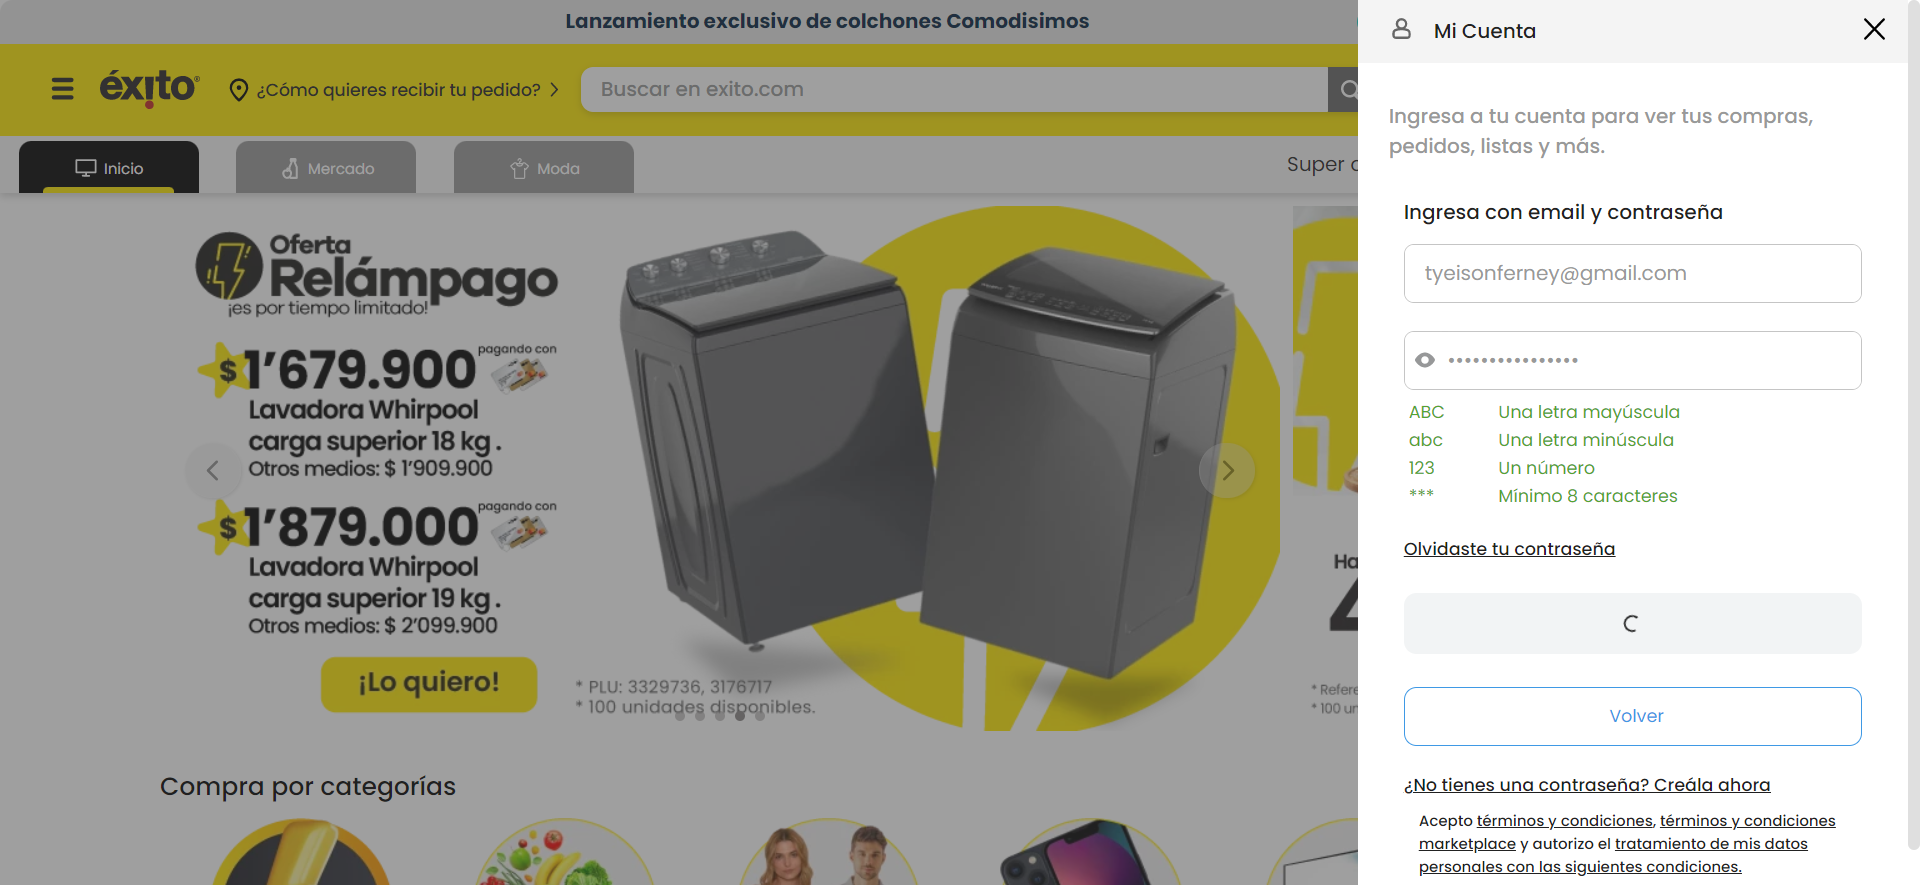 Lanzamiento exclusivo de colchones Comodisimos
éxito
¿Cómo quieres recibir tu pedido?
Buscar en exito.com
Inicio
Mercado
Moda
Super
Oferta
Relámpago
¡es por tiempo limitado!
$ 1'679.900 pagando con
Lavadora Whirpool
carga superior 18 kg.
Otros medios: $ 1'909.900
$ 1'879.000 pagando con
Lavadora Whirpool
carga superior 19 kg.
Otros medios: $ 2'099.900
¡Lo quiero!
* PLU: 3329736, 3176717
* 100 unidades disponibles.
Ha
* Refere
* 100 un
Compra por categorías
Mi Cuenta
Ingresa a tu cuenta para ver tus compras,
pedidos, listas y más.
Ingresa con email y contraseña
tyeisonferney@gmail.com
••••••••••••••••
ABC Una letra mayúscula
abc Una letra minúscula
123 Un número
*** Mínimo 8 caracteres
Olvidaste tu contraseña
Volver
¿No tienes una contraseña? Creála ahora
Acepto términos y condiciones, términos y condiciones
marketplace y autorizo el tratamiento de mis datos
personales con las siguientes condiciones.